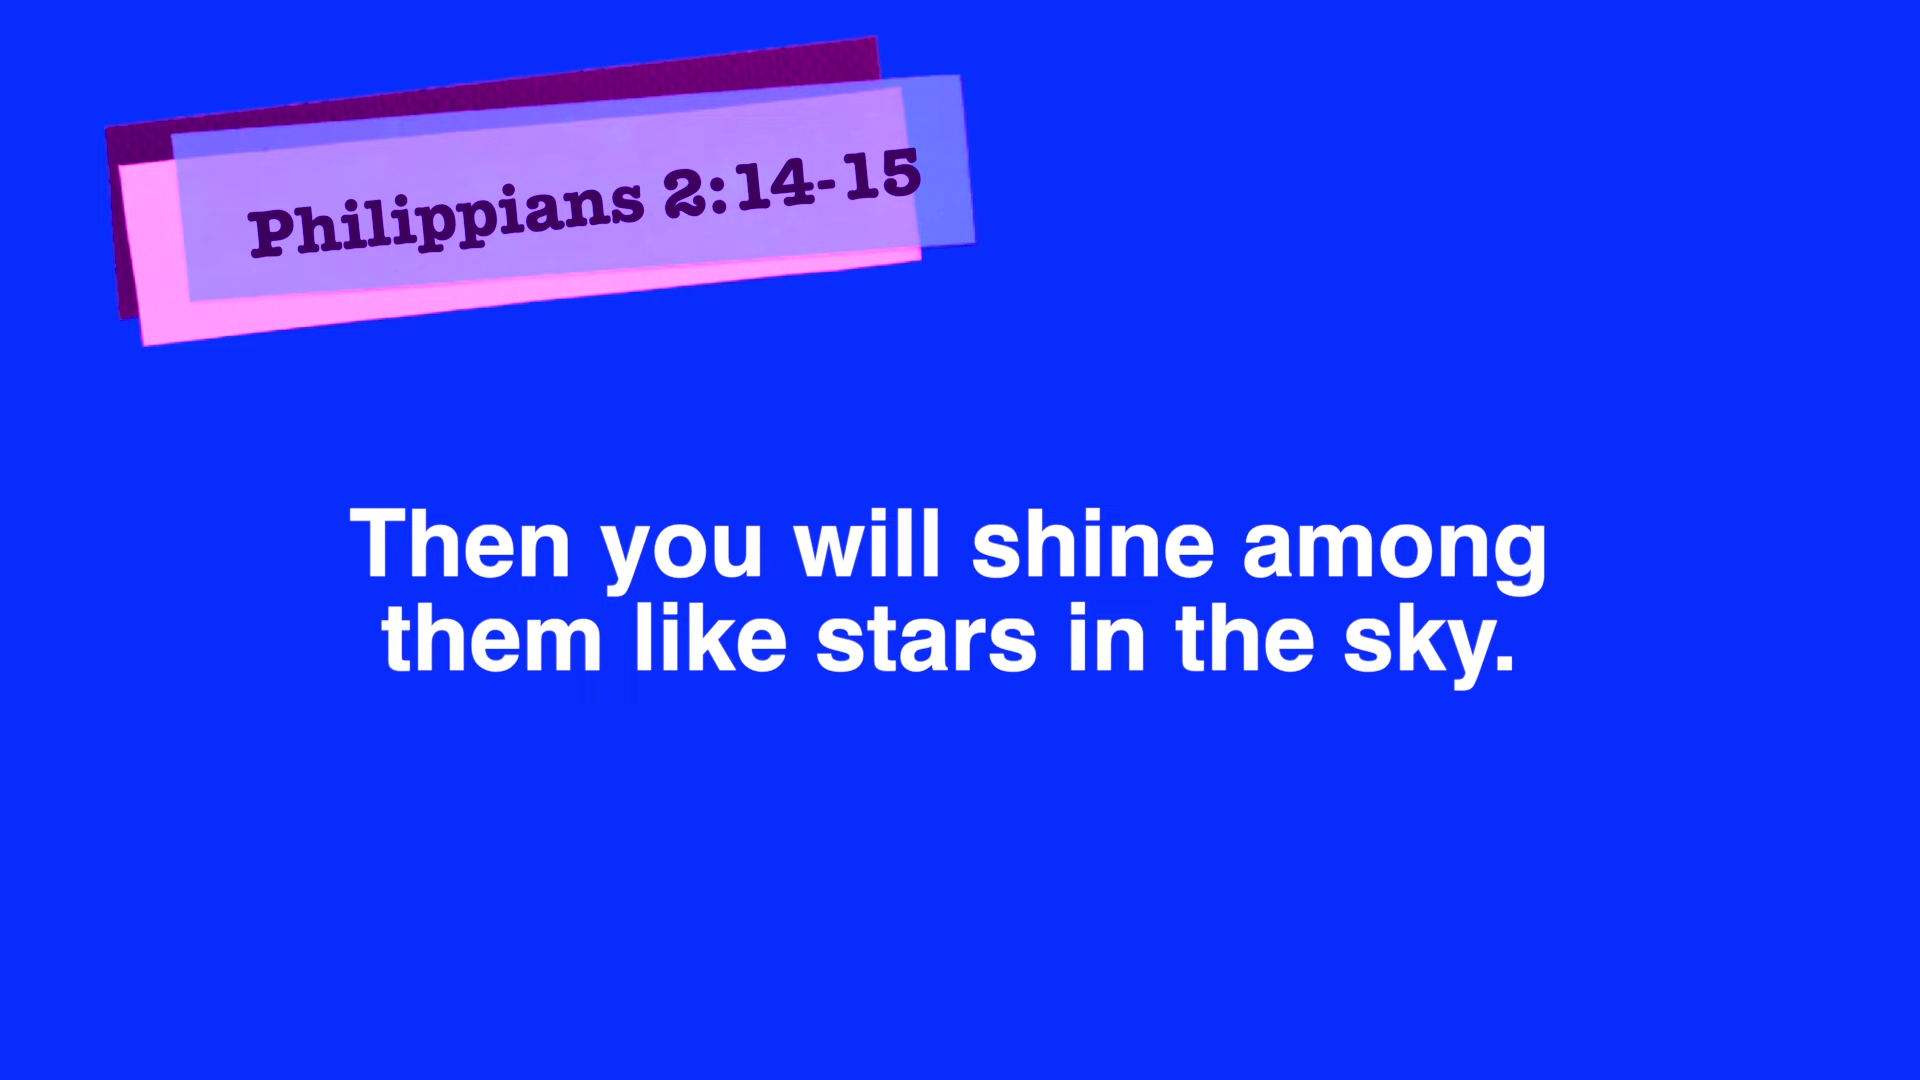 Philippians 2:14-15
Then you will shine among
them like stars in the sky.